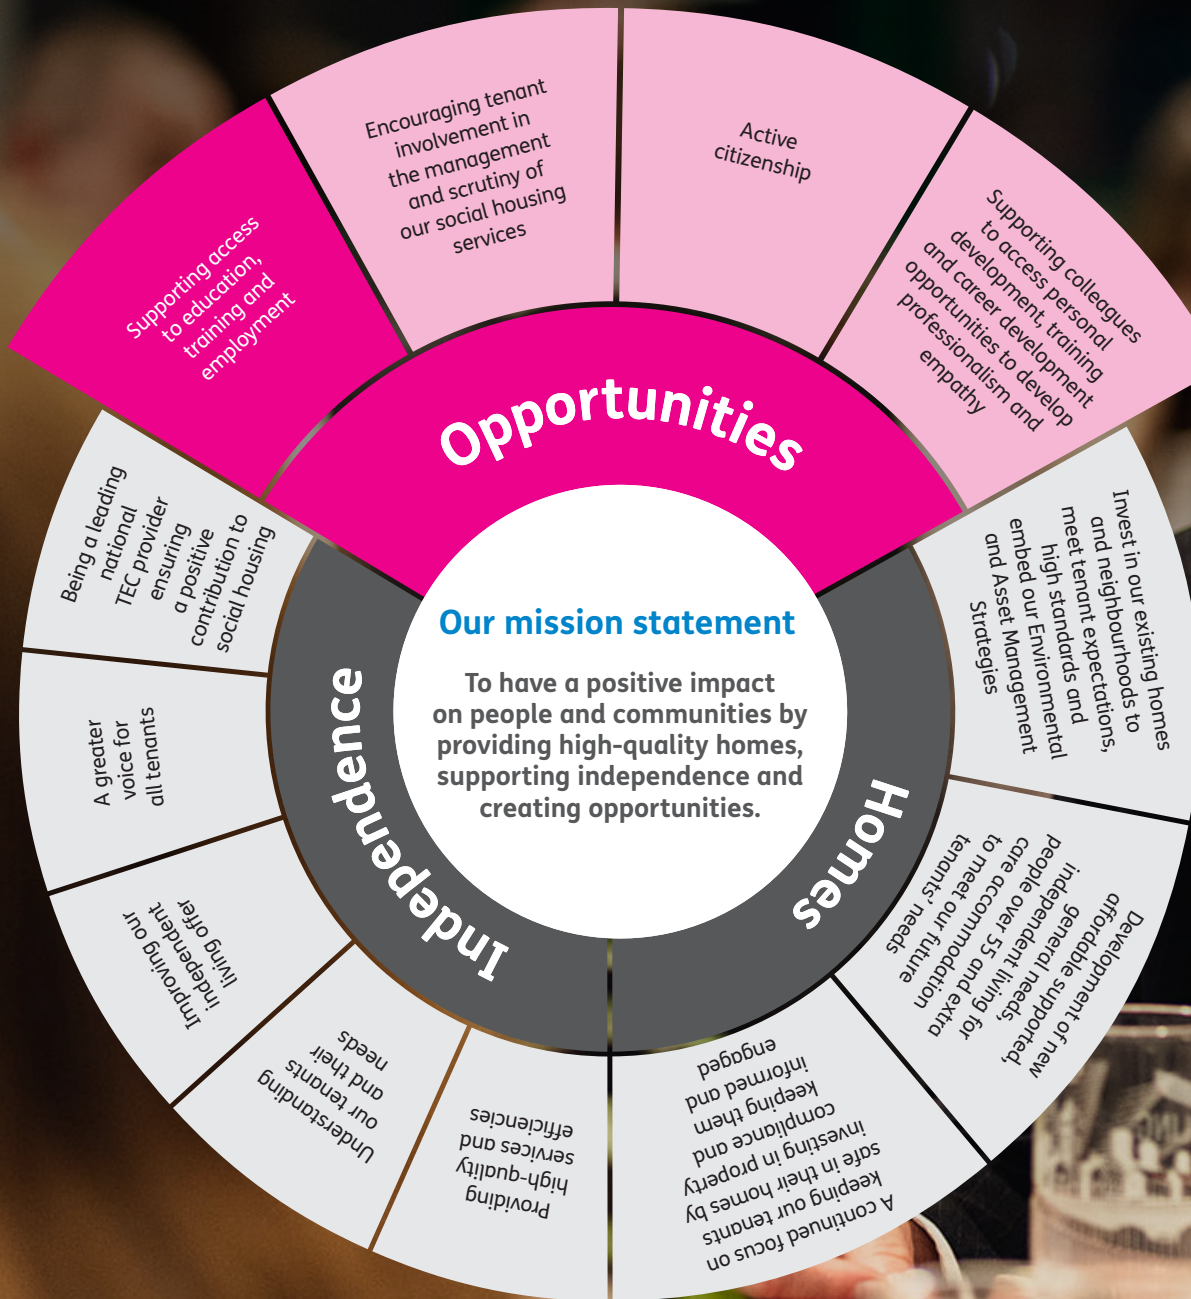 Our mission statement
To have a positive impact
on people and communities by
providing high-quality homes,
supporting independence and
creating opportunities.
Opportunities
Supporting access
to education,
training and
employment
Encouraging tenant
involvement in
the management
and scrutiny of
our social housing
services
Active
citizenship
Supporting colleagues
to access personal
development, training
and career development
opportunities to develop
professionalism and
empathy
Homes
Invest in our existing homes
and neighbourhoods to
meet tenant expectations,
high standards and
embed our Environmental
and Asset Management
Strategies
Development of new
affordable supported,
general needs,
independent living for
people over 55 and extra
care accommodation
to meet our future
tenants' needs
A continued focus on
keeping our tenants
safe in their homes by
investing in property
compliance and
keeping them
informed and
engaged
Independence
Providing
high-quality
services and
efficiencies
Understanding
our tenants
and their
needs
Improving our
independent
living offer
A greater
voice for
all tenants
Being a leading
national
TEC provider
ensuring
a positive
contribution to
social housing